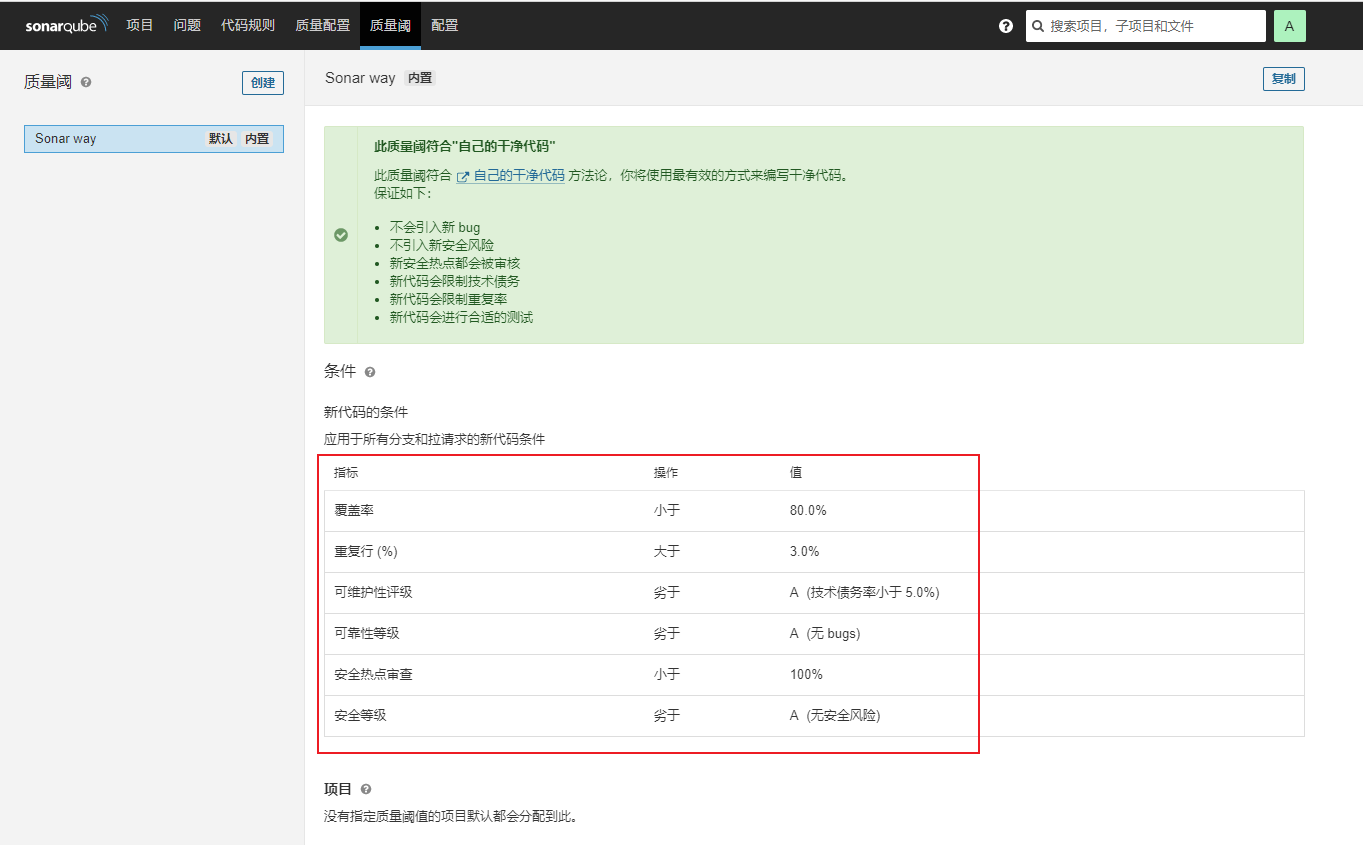 sonarqube 项目 问题 代码规则 质量配置 质量阈 配置 搜索项目，子项目和文件 A
质量阈 创建
Sonar way 默认 内置
Sonar way 内置 复制
此质量阈符合"自己的干净代码"
此质量阈符合 自己的干净代码 方法论，你将使用最有效的方式来编写干净代码。
保证如下：
不会引入新 bug
不引入新安全风险
新安全热点都会被审核
新代码会限制技术债务
新代码会限制重复率
新代码会进行合适的测试
条件
新代码的条件
应用于所有分支和拉请求的新代码条件
指标 操作 值
覆盖率 小于 80.0%
重复行 (%) 大于 3.0%
可维护性评级 劣于 A (技术债务率小于 5.0%)
可靠性等级 劣于 A (无 bugs)
安全热点审查 小于 100%
安全等级 劣于 A (无安全风险)
项目
没有指定质量阈值的项目默认都会分配到此。